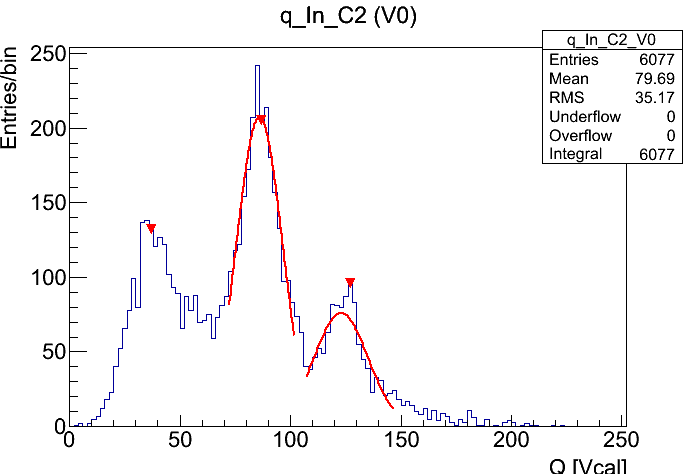 q_In_C2 (V0)
Entries/bin
q_In_C2_V0
Entries 6077
Mean 79.69
RMS 35.17
Underflow 0
Overflow 0
Integral 6077
250
200
150
100
50
0
0 50 100 150 200 250
Q [Vcal]